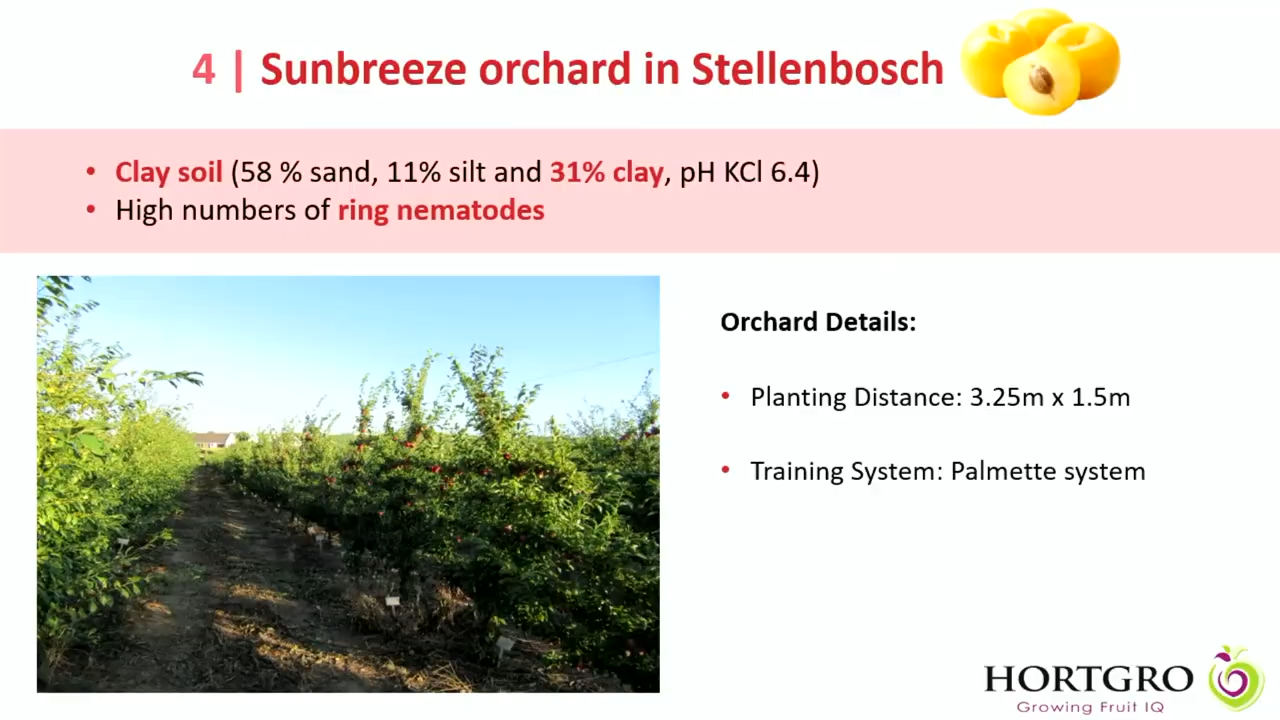 4 | Sunbreeze orchard in Stellenbosch
• Clay soil (58 % sand, 11% silt and 31% clay, pH KCl 6.4)
• High numbers of ring nematodes
Orchard Details:
• Planting Distance: 3.25m x 1.5m
• Training System: Palmette system
HORTGRO
Growing Fruit IQ